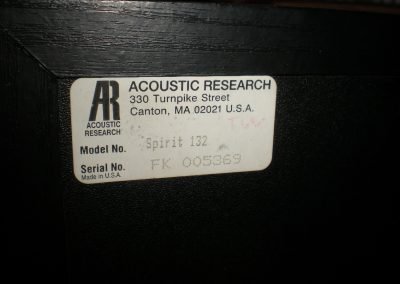 AR
ACOUSTIC
RESEARCH
ACOUSTIC RESEARCH
330 Turnpike Street
Canton, MA 02021 U.S.A.
Model No. Spirit 132
Serial No. FK 005369
Made in U.S.A.